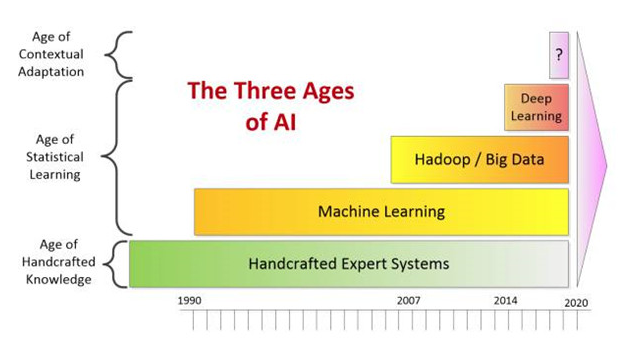 Age of
Contextual
Adaptation
?
The Three Ages
of AI
Deep
Learning
Age of
Statistical
Learning
Hadoop / Big Data
Machine Learning
Age of
Handcrafted
Knowledge
Handcrafted Expert Systems
1990 2007 2014 2020